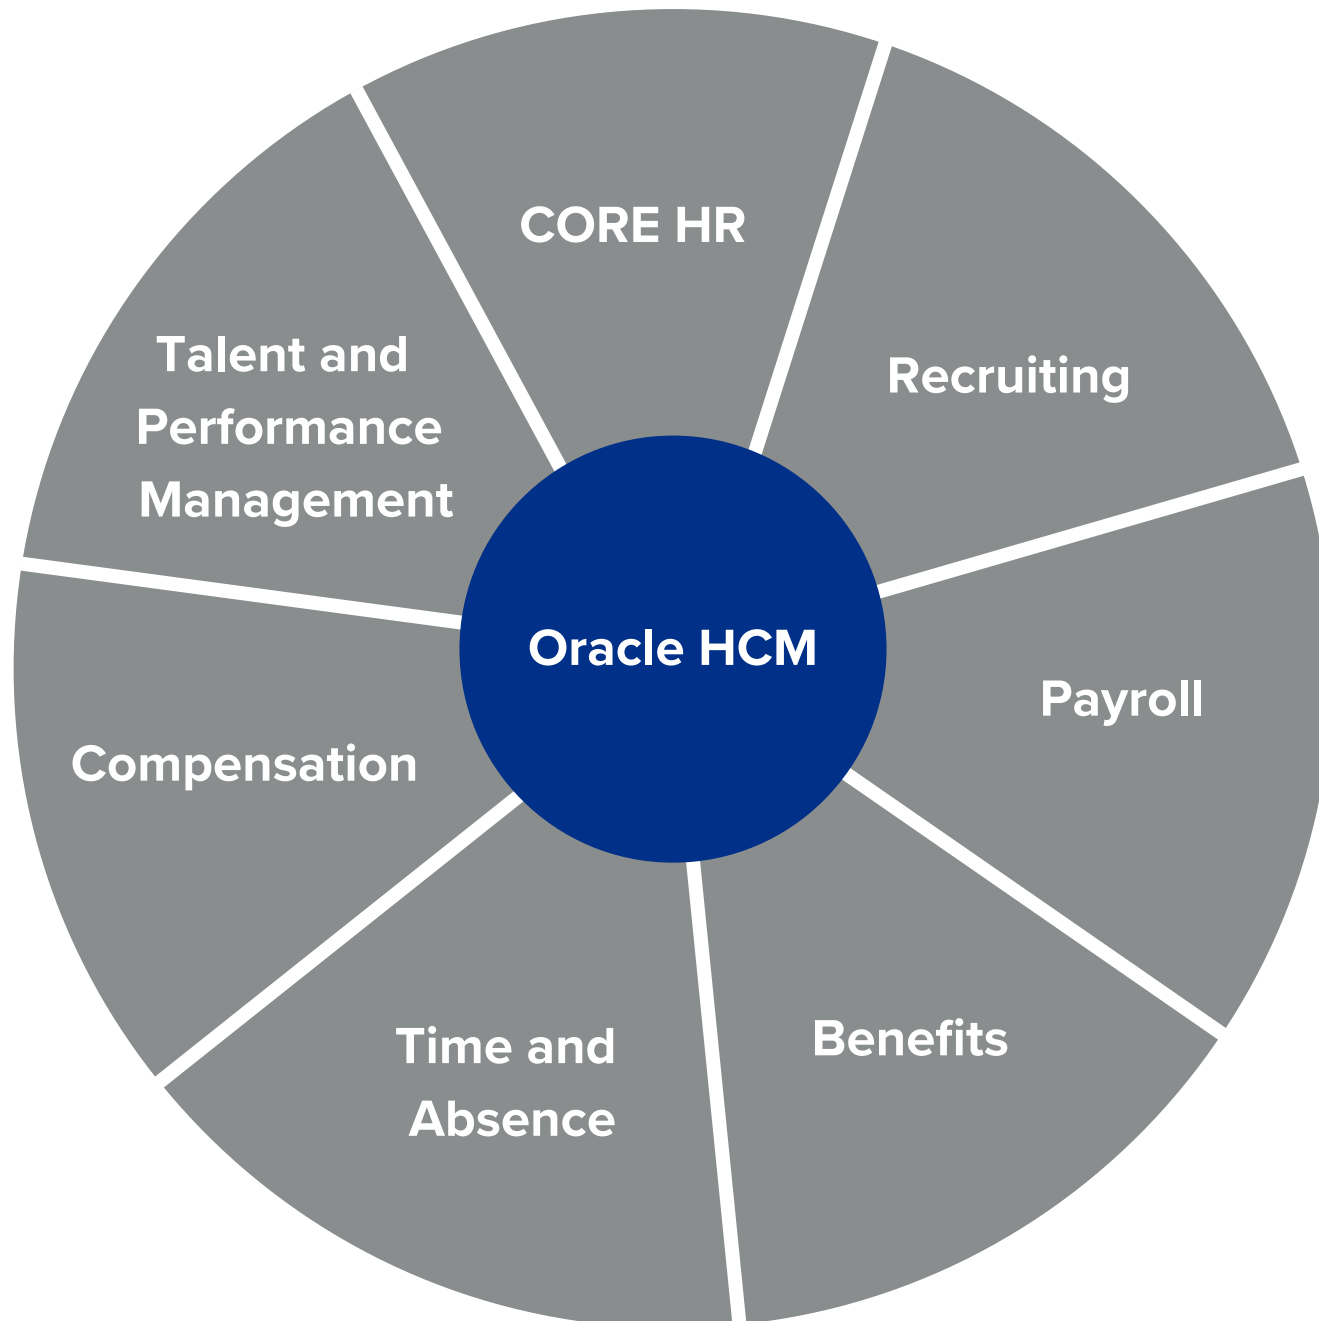 CORE HR
Recruiting
Talent and
Performance
Management
Oracle HCM
Payroll
Compensation
Benefits
Time and
Absence